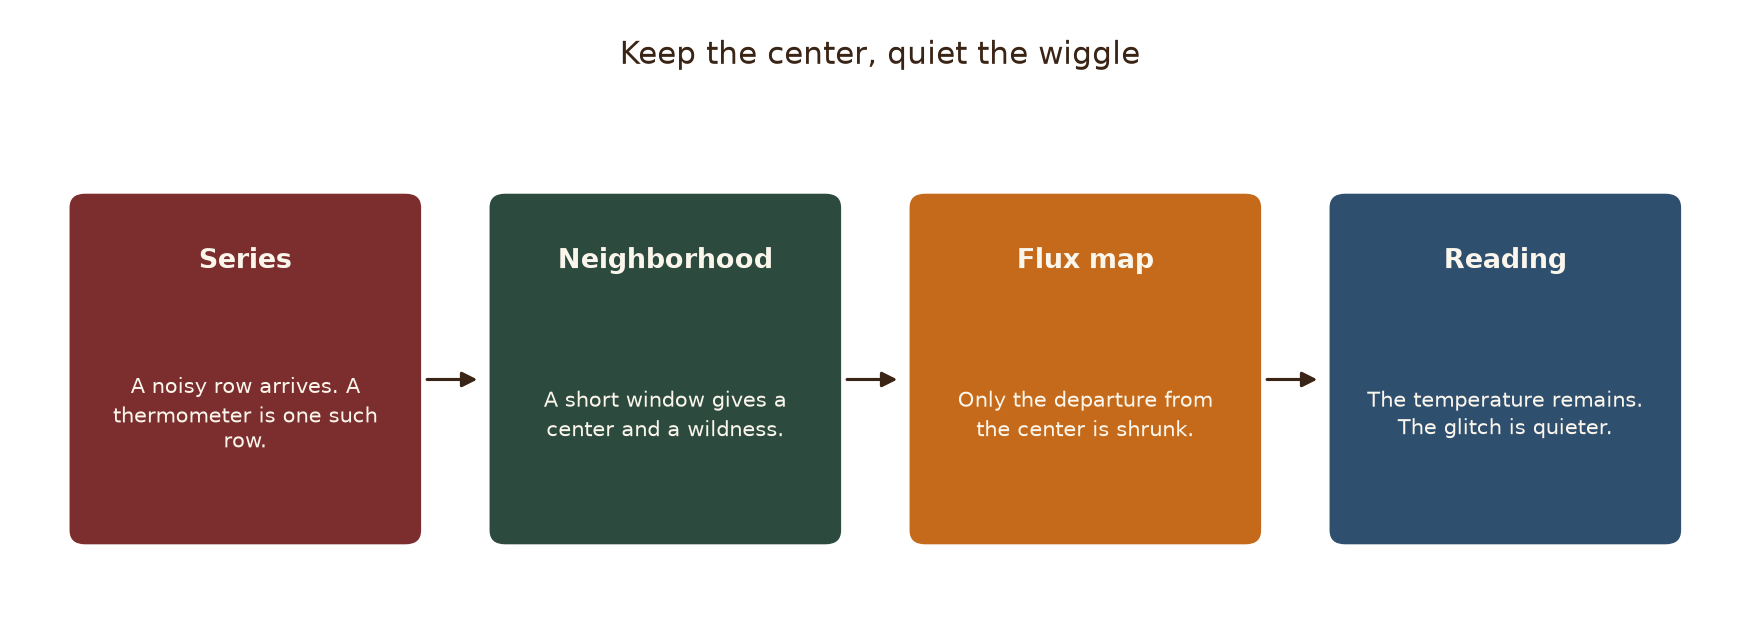 Keep the center, quiet the wiggle
Series
A noisy row arrives. A
thermometer is one such
row.
Neighborhood
A short window gives a
center and a wildness.
Flux map
Only the departure from
the center is shrunk.
Reading
The temperature remains.
The glitch is quieter.